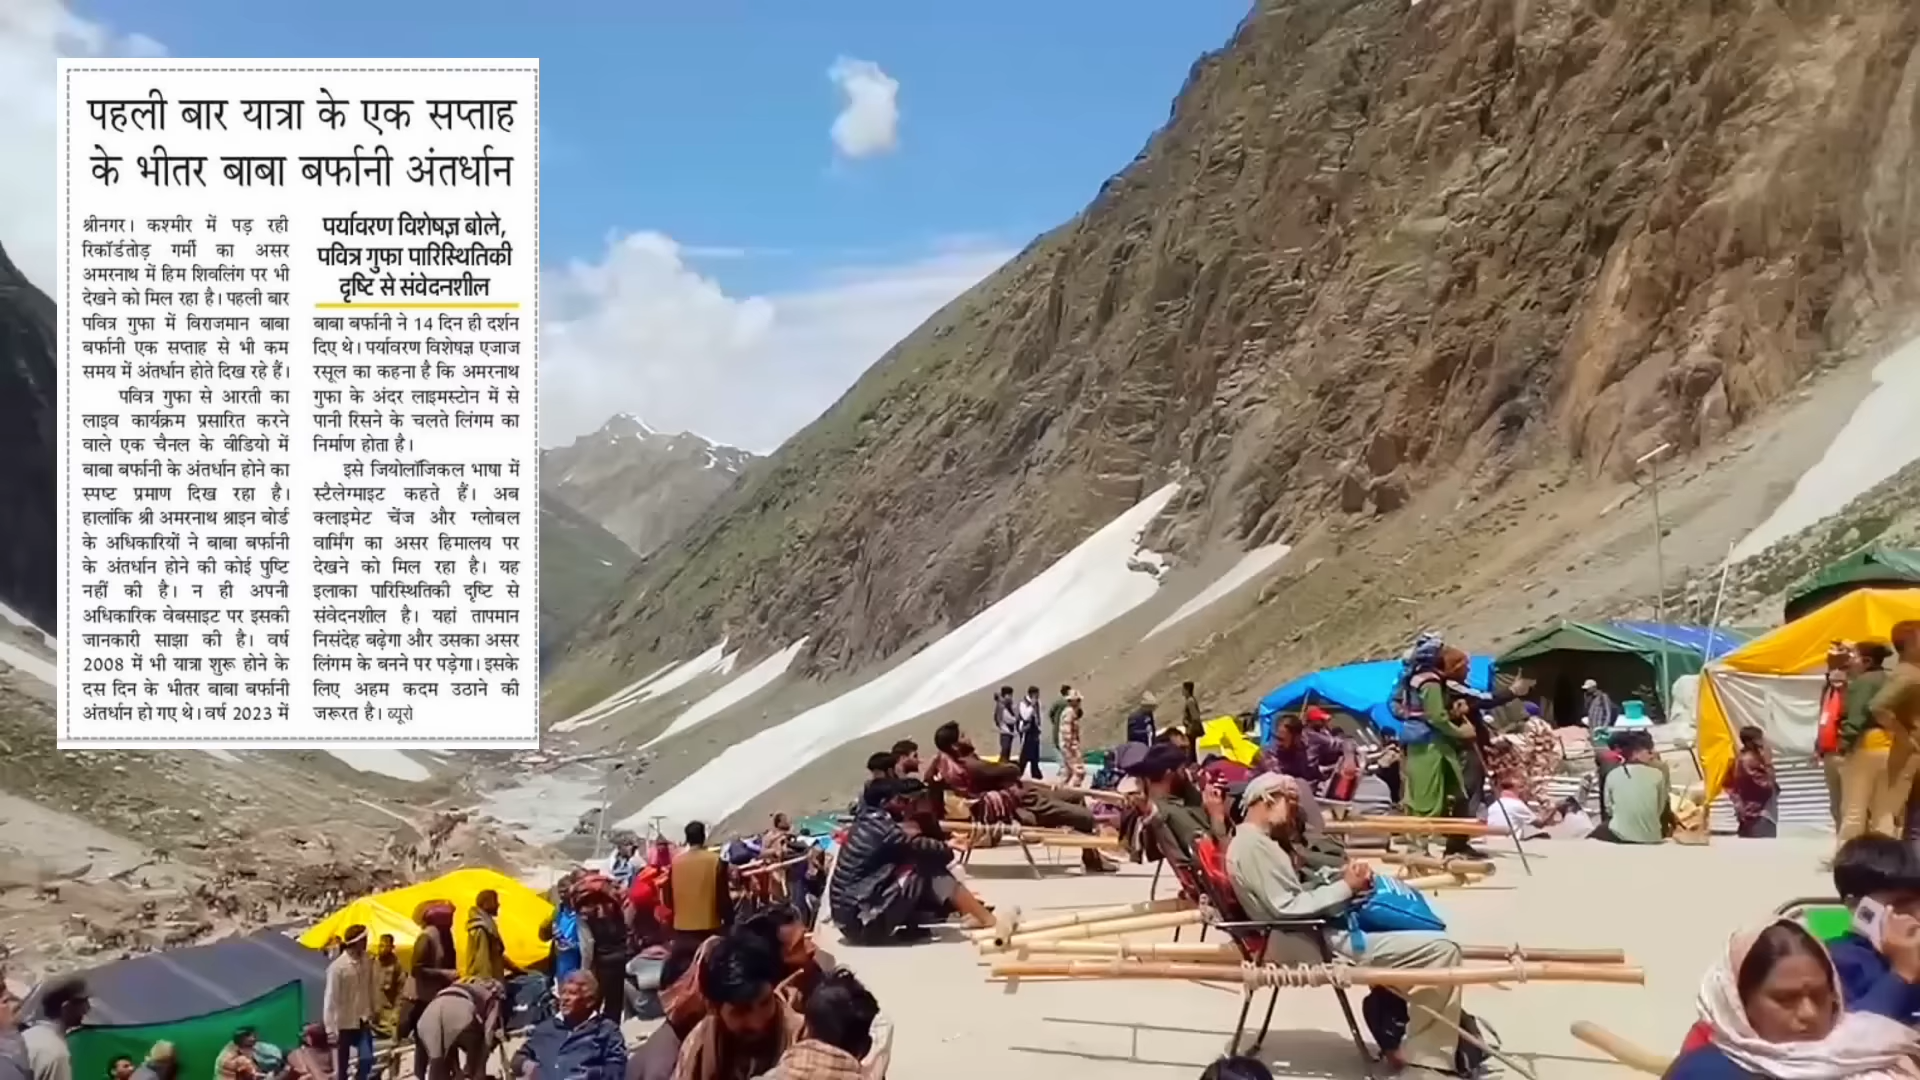 पहली बार यात्रा के एक सप्ताह
के भीतर बाबा बर्फानी अंतर्धान
श्रीनगर। कश्मीर में पड़ रही
रिकॉर्डतोड़ गर्मी का असर
अमरनाथ में हिम शिवलिंग पर भी
देखने को मिल रहा है। पहली बार
पवित्र गुफा में विराजमान बाबा
बर्फानी एक सप्ताह से भी कम
समय में अंतर्धान होते दिख रहे हैं।
पवित्र गुफा से आरती का
लाइव कार्यक्रम प्रसारित करने
वाले एक चैनल के वीडियो में
बाबा बर्फानी के अंतर्धान होने का
स्पष्ट प्रमाण दिख रहा है।
हालांकि श्री अमरनाथ श्राइन बोर्ड
के अधिकारियों ने बाबा बर्फानी
के अंतर्धान होने की कोई पुष्टि
नहीं की है। न ही अपनी
अधिकारिक वेबसाइट पर इसकी
जानकारी साझा की है। वर्ष
2008 में भी यात्रा शुरू होने के
दस दिन के भीतर बाबा बर्फानी
अंतर्धान हो गए थे। वर्ष 2023 में
पर्यावरण विशेषज्ञ बोले,
पवित्र गुफा पारिस्थितिकी
दृष्टि से संवेदनशील
बाबा बर्फानी ने 14 दिन ही दर्शन
दिए थे। पर्यावरण विशेषज्ञ एजाज
रसूल का कहना है कि अमरनाथ
गुफा के अंदर लाइमस्टोन में से
पानी रिसने के चलते लिंगम का
निर्माण होता है।
इसे जियोलॉजिकल भाषा में
स्टैलेग्माइट कहते हैं। अब
क्लाइमेट चेंज और ग्लोबल
वार्मिंग का असर हिमालय पर
देखने को मिल रहा है। यह
इलाका पारिस्थितिकी दृष्टि से
संवेदनशील है। यहां तापमान
निसंदेह बढ़ेगा और उसका असर
लिंगम के बनने पर पड़ेगा। इसके
लिए अहम कदम उठाने की
जरूरत है। ब्यूरो